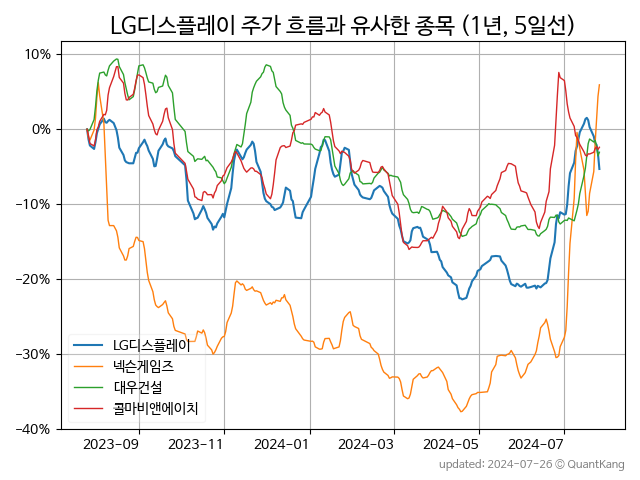 LG디스플레이 주가 흐름과 유사한 종목 (1년, 5일선)
10%
0%
−10%
−20%
−30%
−40%
LG디스플레이
넥슨게임즈
대우건설
콜마비앤에이치
2023-09
2023-11
2024-01
2024-03
2024-05
2024-07
updated: 2024-07-26 © QuantKang